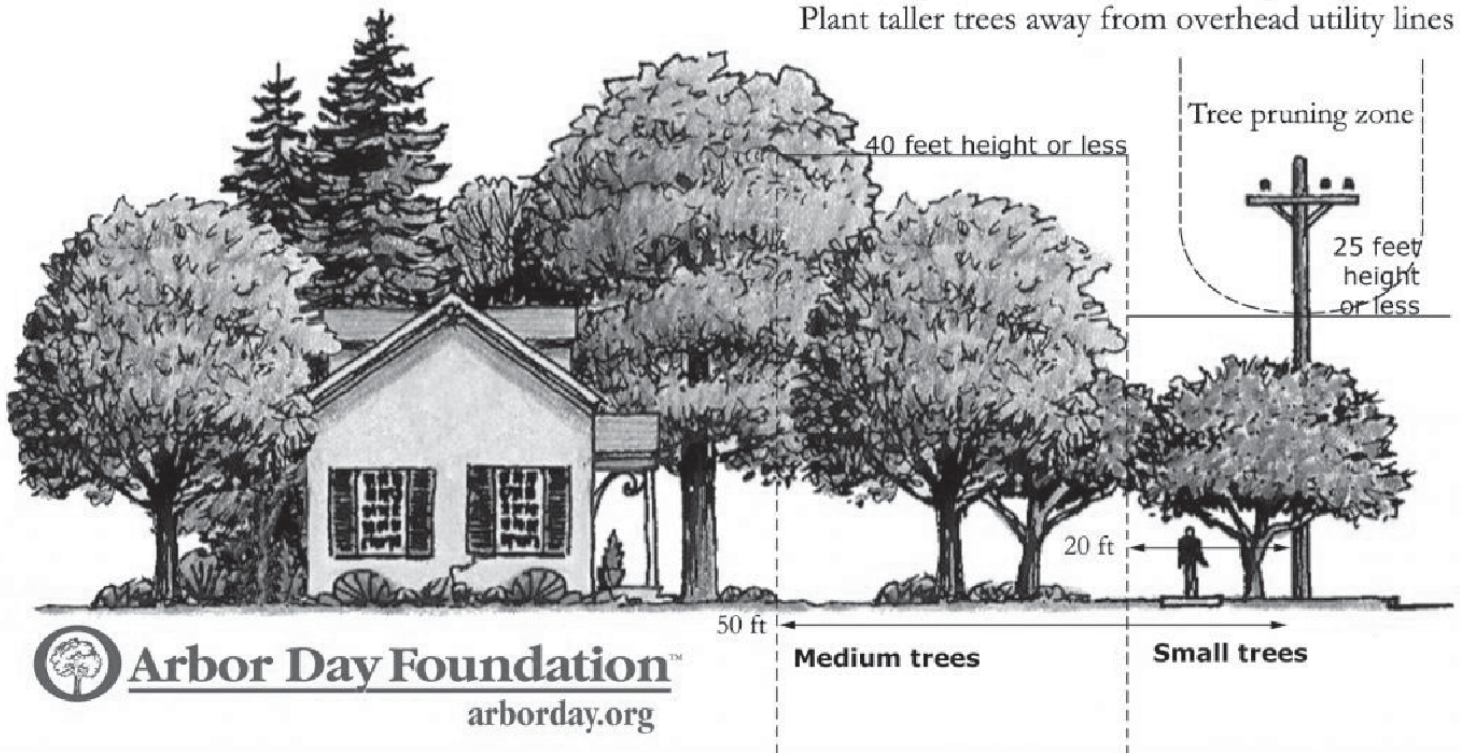 Plant taller trees away from overhead utility lines
Tree pruning zone
40 feet height or less
25 feet
height
or less
20 ft
50 ft
Medium trees
Small trees
Arbor Day Foundation™
arborday.org